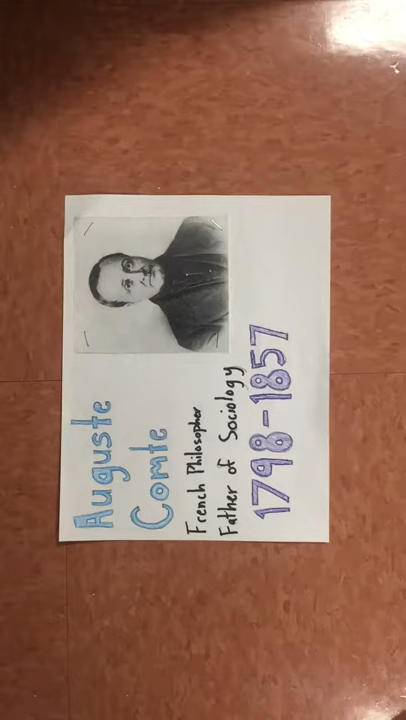 Auguste
Comte
French Philosopher
Father of Sociology
1798-1857